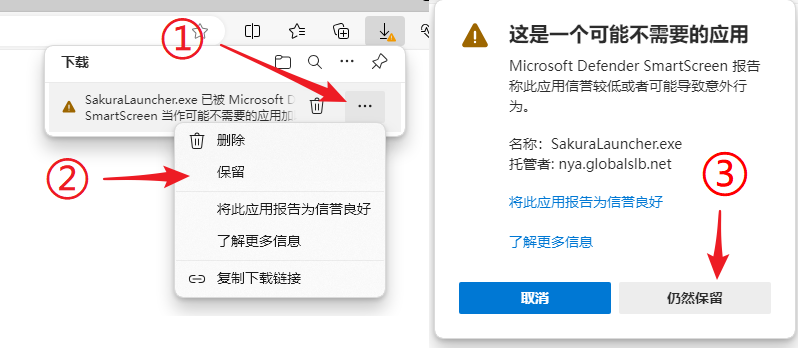 ①
下载
SakuraLauncher.exe 已被 Microsoft D
SmartScreen 当作可能不需要的应用加
②
删除
保留
将此应用报告为信誉良好
了解更多信息
复制下载链接
这是一个可能不需要的应用
Microsoft Defender SmartScreen 报告
称此应用信誉较低或者可能导致意外行
为。
名称：SakuraLauncher.exe
托管者: nya.globalslb.net
③
将此应用报告为信誉良好
了解更多信息
取消
仍然保留